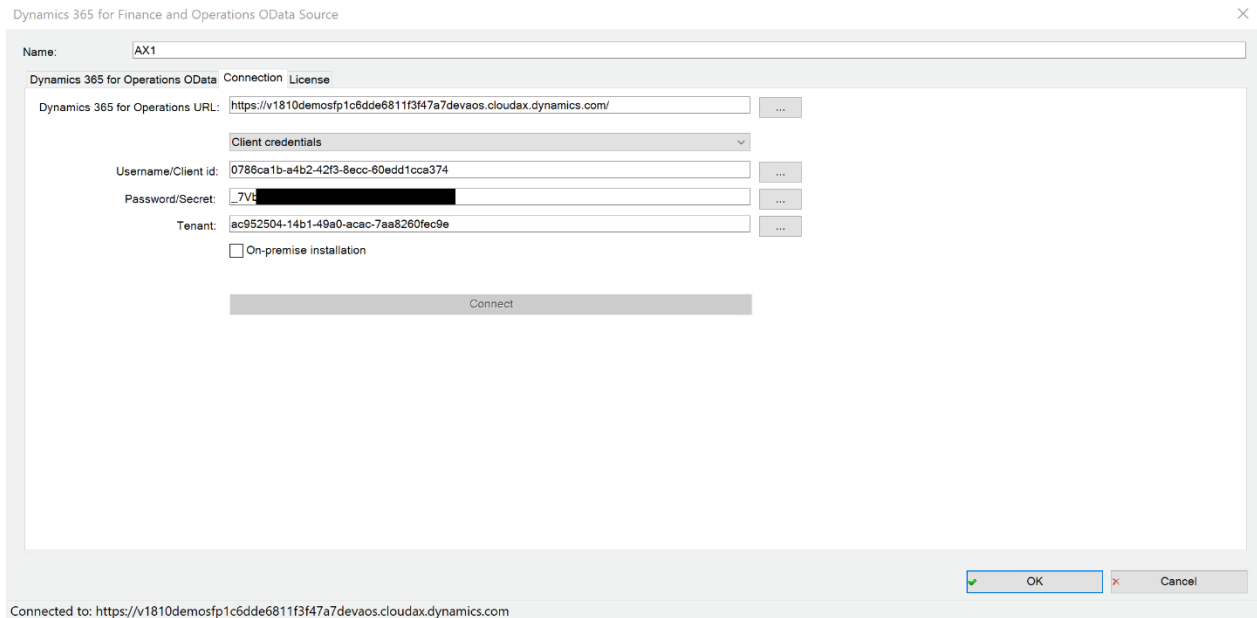 Dynamics 365 for Finance and Operations OData Source
Name: AX1
Dynamics 365 for Operations OData Connection License
Dynamics 365 for Operations URL: https://v1810demosfp1c6dde6811f3f47a7devaos.cloudax.dynamics.com/ ...
Client credentials
Username/Client id: 0786ca1b-a4b2-42f3-8ecc-60edd1cca374 ...
Password/Secret: _7Vb ...
Tenant: ac952504-14b1-49a0-acac-7aa8260fec9e ...
On-premise installation
Connect
OK Cancel
Connected to: https://v1810demosfp1c6dde6811f3f47a7devaos.cloudax.dynamics.com